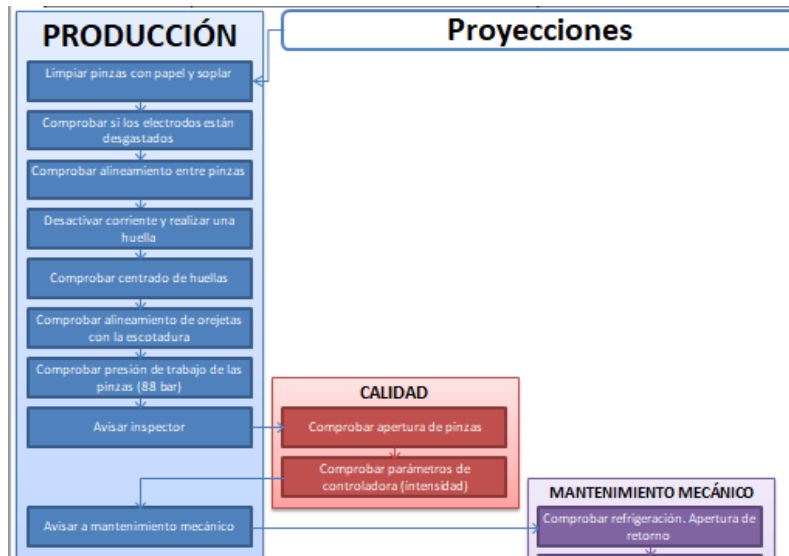 PRODUCCIÓN
Proyecciones
Limpiar pinzas con papel y soplar
Comprobar si los electrodos están
desgastados
Comprobar alineamiento entre pinzas
Desactivar corriente y realizar una
huella
Comprobar centrado de huellas
Comprobar alineamiento de orejetas
con la escotadura
Comprobar presión de trabajo de las
pinzas (88 bar)
Avisar inspector
CALIDAD
Comprobar apertura de pinzas
Comprobar parámetros de
controladora (intensidad)
Avisar a mantenimiento mecánico
MANTENIMIENTO MECÁNICO
Comprobar refrigeración. Apertura de
retorno